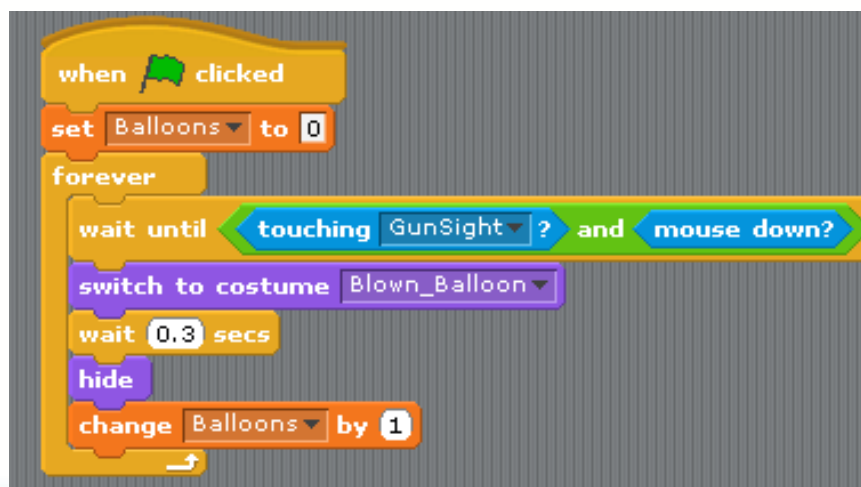 when clicked
set Balloons to 0
forever
wait until touching GunSight ? and mouse down?
switch to costume Blown_Balloon
wait 0.3 secs
hide
change Balloons by 1